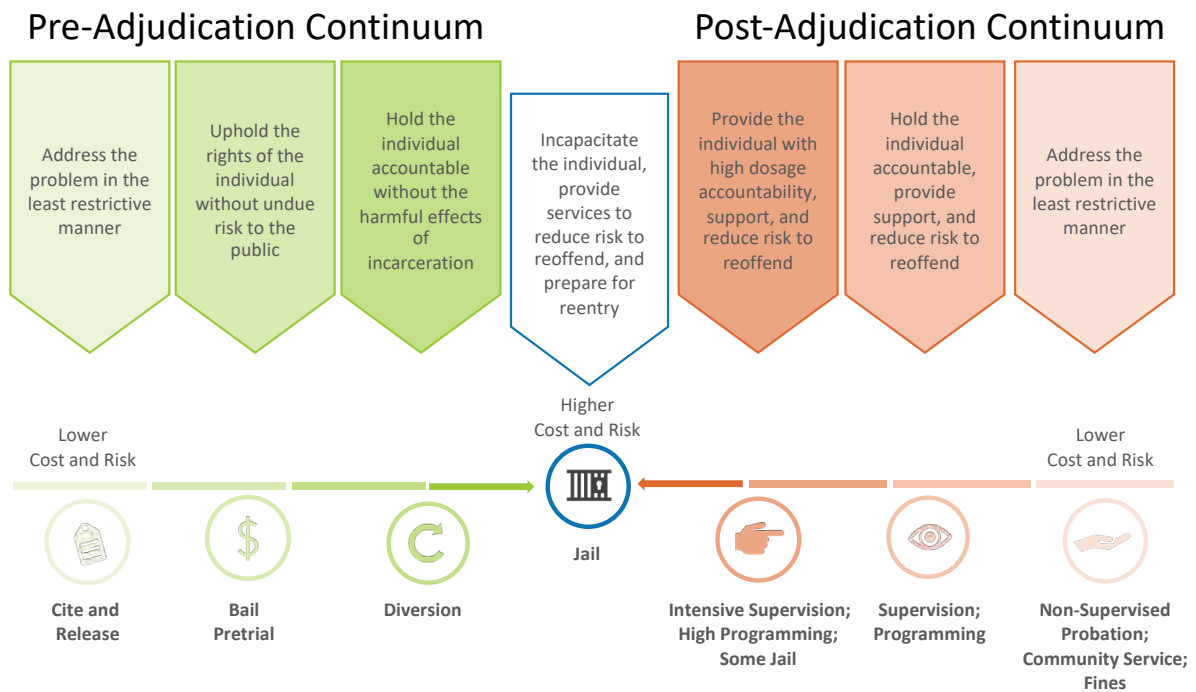 Pre-Adjudication Continuum
Post-Adjudication Continuum
Address the
problem in the
least restrictive
manner
Uphold the
rights of the
individual
without undue
risk to the
public
Hold the
individual
accountable
without the
harmful effects
of
incarceration
Incapacitate
the individual,
provide
services to
reduce risk to
reoffend, and
prepare for
reentry
Provide the
individual with
high dosage
accountability,
support, and
reduce risk to
reoffend
Hold the
individual
accountable,
provide
support, and
reduce risk to
reoffend
Address the
problem in the
least restrictive
manner
Lower
Cost and Risk
Higher
Cost and Risk
Lower
Cost and Risk
Cite and
Release
Bail
Pretrial
Diversion
Jail
Intensive Supervision;
High Programming;
Some Jail
Supervision;
Programming
Non-Supervised
Probation;
Community Service;
Fines